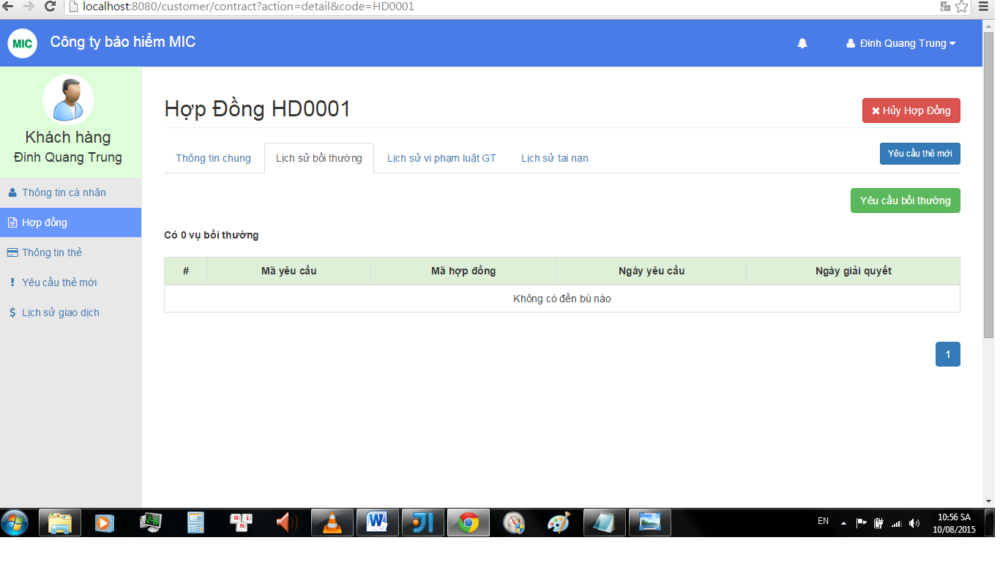 localhost:8080/customer/contract?action=detail&code=HD0001
MIC
Công ty bảo hiểm MIC
Đinh Quang Trung
Khách hàng
Đinh Quang Trung
Thông tin cá nhân
Hợp đồng
Thông tin thẻ
Yêu cầu thẻ mới
Lịch sử giao dịch
Hợp Đồng HD0001
Hủy Hợp Đồng
Thông tin chung
Lịch sử bồi thường
Lịch sử vi phạm luật GT
Lịch sử tai nạn
Yêu cầu thẻ mới
Yêu cầu bồi thường
Có 0 vụ bồi thường
# Mã yêu cầu Mã hợp đồng Ngày yêu cầu Ngày giải quyết
Không có đền bù nào
1
EN
10:56 SA
10/08/2015